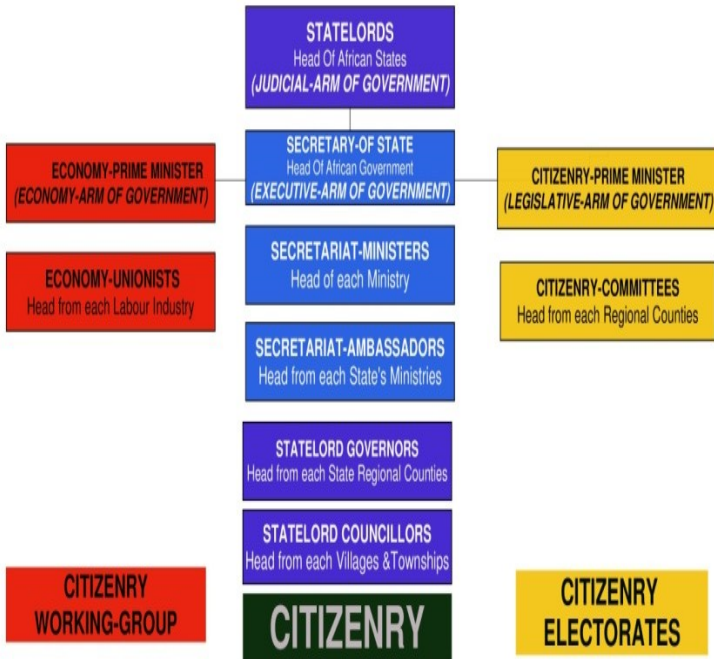 STATELORDS
Head Of African States
(JUDICIAL-ARM OF GOVERNMENT)
ECONOMY-PRIME MINISTER
(ECONOMY-ARM OF GOVERNMENT)
SECRETARY-OF STATE
Head Of African Government
(EXECUTIVE-ARM OF GOVERNMENT)
CITIZENRY-PRIME MINISTER
(LEGISLATIVE-ARM OF GOVERNMENT)
ECONOMY-UNIONISTS
Head from each Labour Industry
SECRETARIAT-MINISTERS
Head of each Ministry
CITIZENRY-COMMITTEES
Head from each Regional Counties
SECRETARIAT-AMBASSADORS
Head from each State's Ministries
STATELORD GOVERNORS
Head from each State Regional Counties
STATELORD COUNCILLORS
Head from each Villages &Townships
CITIZENRY
WORKING-GROUP
CITIZENRY
CITIZENRY
ELECTORATES